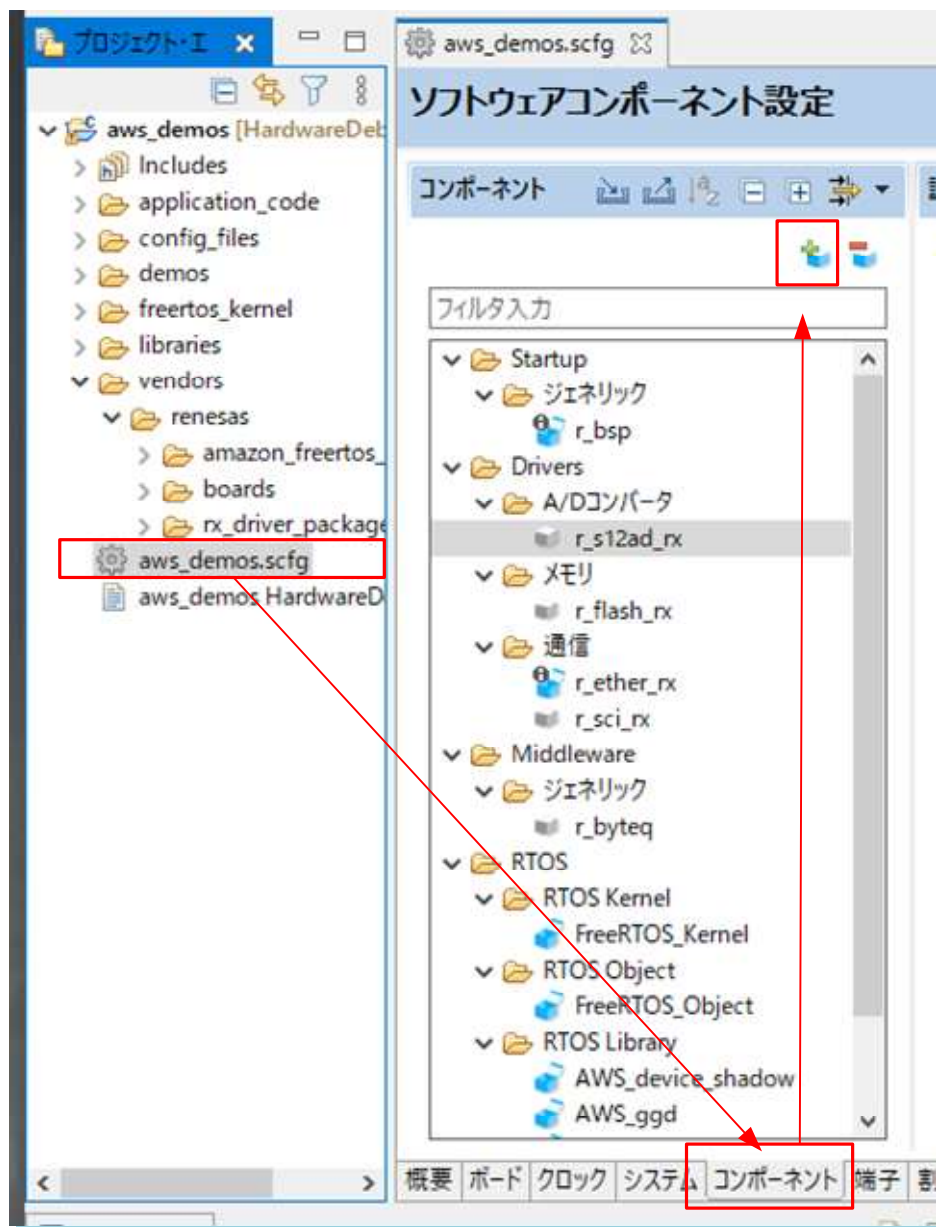 プロジェクト・エ
aws_demos [HardwareDeb
Includes
application_code
config_files
demos
freertos_kernel
libraries
vendors
renesas
amazon_freertos_
boards
rx_driver_package
aws_demos.scfg
aws_demos HardwareD
aws_demos.scfg
ソフトウェアコンポーネント設定
コンポーネント
フィルタ入力
Startup
ジェネリック
r_bsp
Drivers
A/Dコンバータ
r_s12ad_rx
メモリ
r_flash_rx
通信
r_ether_rx
r_sci_rx
Middleware
ジェネリック
r_byteq
RTOS
RTOS Kernel
FreeRTOS_Kernel
RTOS Object
FreeRTOS_Object
RTOS Library
AWS_device_shadow
AWS_ggd
概要 ボード クロック システム コンポーネント 端子 割